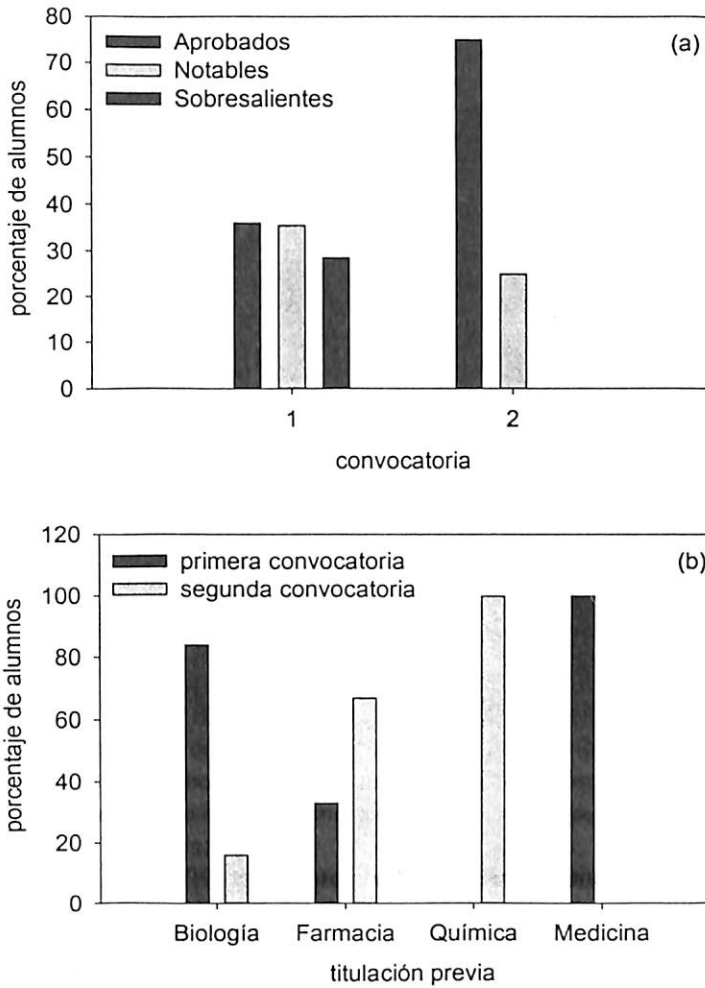 80
70
60
50
40
30
20
10
0
porcentaje de alumnos
Aprobados
Notables
Sobresalientes
(a)
1 2
convocatoria
120
100
80
60
40
20
0
porcentaje de alumnos
primera convocatoria
segunda convocatoria
(b)
Biología Farmacia Química Medicina
titulación previa